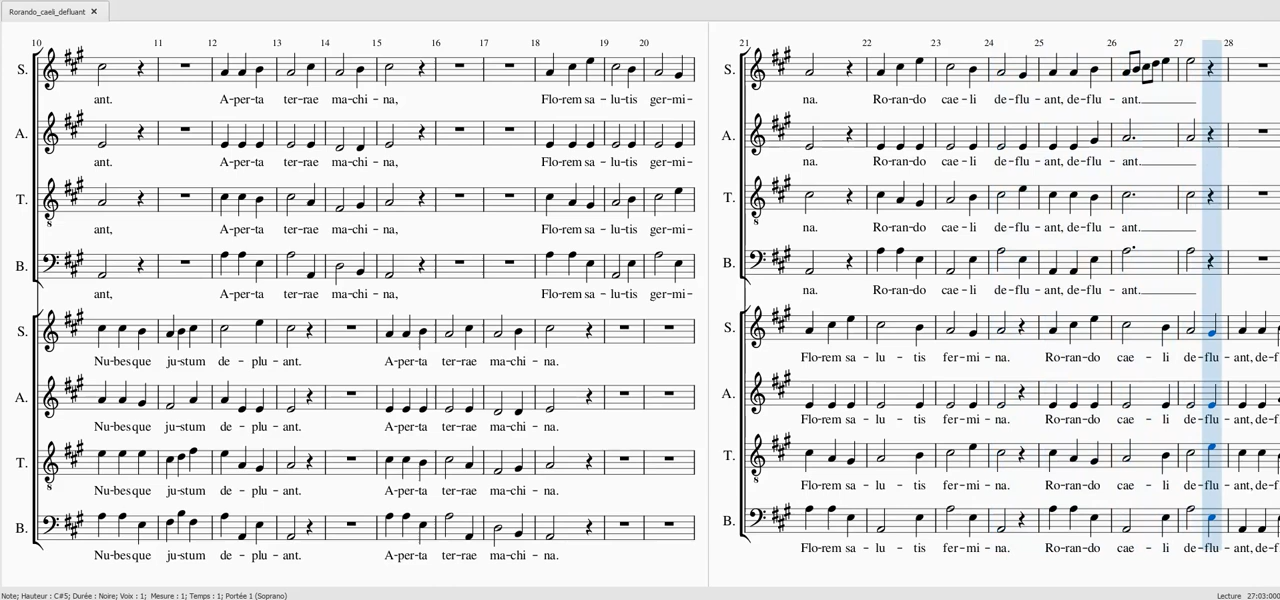 Rorando_caeli_defluant ×
10 11 12 13 14 15 16 17 18 19 20
S.
ant. A-per-ta ter-rae ma-chi-na, Flo-rem sa-lu-tis ger-mi-
A.
ant. A-per-ta ter-rae ma-chi-na, Flo-rem sa-lu-tis ger-mi-
T.
ant, A-per-ta ter-rae ma-chi-na, Flo-rem sa-lu-tis ger-mi-
B.
ant, A-per-ta ter-rae ma-chi-na, Flo-rem sa-lu-tis ger-mi-
S.
Nu-bes que ju-stum de-plu-ant. A-per-ta ter-rae ma-chi-na.
A.
Nu-bes que ju-stum de-plu-ant. A-per-ta ter-rae ma-chi-na.
T.
Nu-bes que ju-stum de-plu-ant. A-per-ta ter-rae ma-chi-na.
B.
Nu-bes que ju-stum de-plu-ant. A-per-ta ter-rae ma-chi-na.
21 22 23 24 25 26 27 28
S.
na. Ro-ran-do cae-li de-flu-ant, de-flu-ant.
A.
na. Ro-ran-do cae-li de-flu-ant, de-flu-ant.
T.
na. Ro-ran-do cae-li de-flu-ant, de-flu-ant.
B.
na. Ro-ran-do cae-li de-flu-ant, de-flu-ant.
S.
Flo-rem sa-lu-tis fer-mi-na. Ro-ran-do cae-li de-flu-ant, de-f
A.
Flo-rem sa-lu-tis fer-mi-na. Ro-ran-do cae-li de-flu-ant, de-f
T.
Flo-rem sa-lu-tis fer-mi-na. Ro-ran-do cae-li de-flu-ant, de-f
B.
Flo-rem sa-lu-tis fer-mi-na. Ro-ran-do cae-li de-flu-ant, de-f
Note; Hauteur : C#5; Durée : Noire; Voix : 1; Mesure : 1; Temps : 1; Portée 1 (Soprano) Lecture 27:03:000